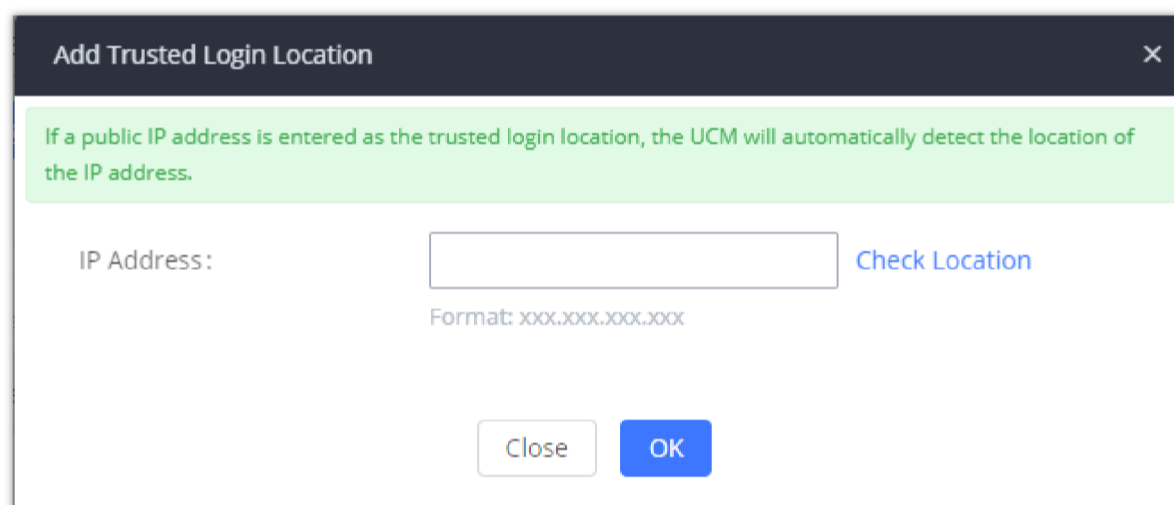 Add Trusted Login Location ×
If a public IP address is entered as the trusted login location, the UCM will automatically detect the location of
the IP address.
IP Address: Check Location
Format: xxx.xxx.xxx.xxx
Close OK